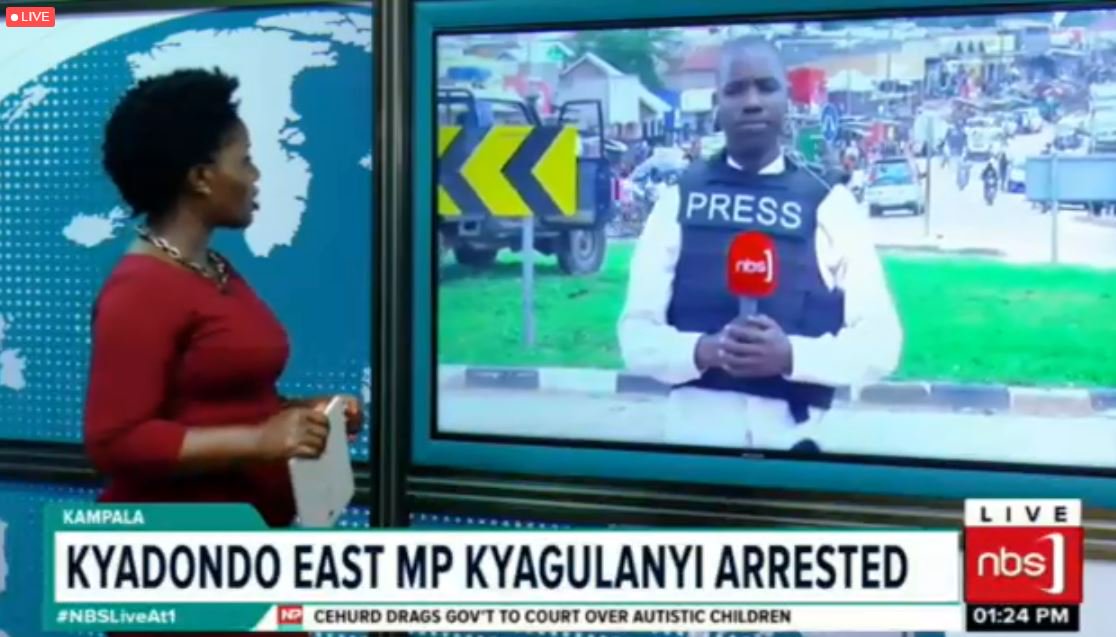 LIVE
PRESS
nbs
KAMPALA
KYADONDO EAST MP KYAGULANYI ARRESTED
LIVE
nbs
#NBSLiveAt1
NP CEHURD DRAGS GOV"T TO COURT OVER AUTISTIC CHILDREN
01:24 PM